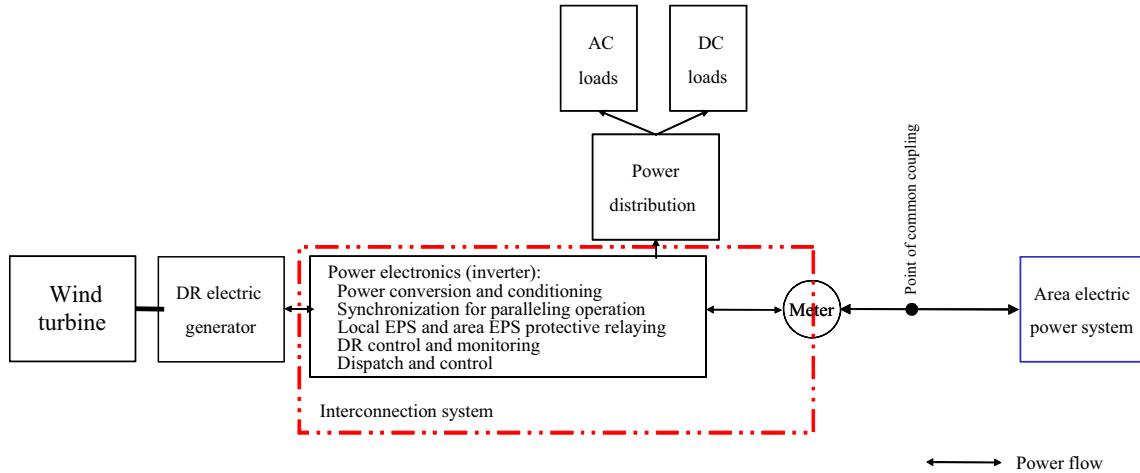 AC
loads
DC
loads
Power
distribution
Point of common coupling
Wind
turbine
DR electric
generator
Power electronics (inverter):
Power conversion and conditioning
Synchronization for paralleling operation
Local EPS and area EPS protective relaying
DR control and monitoring
Dispatch and control
Interconnection system
Meter
Area electric
power system
Power flow